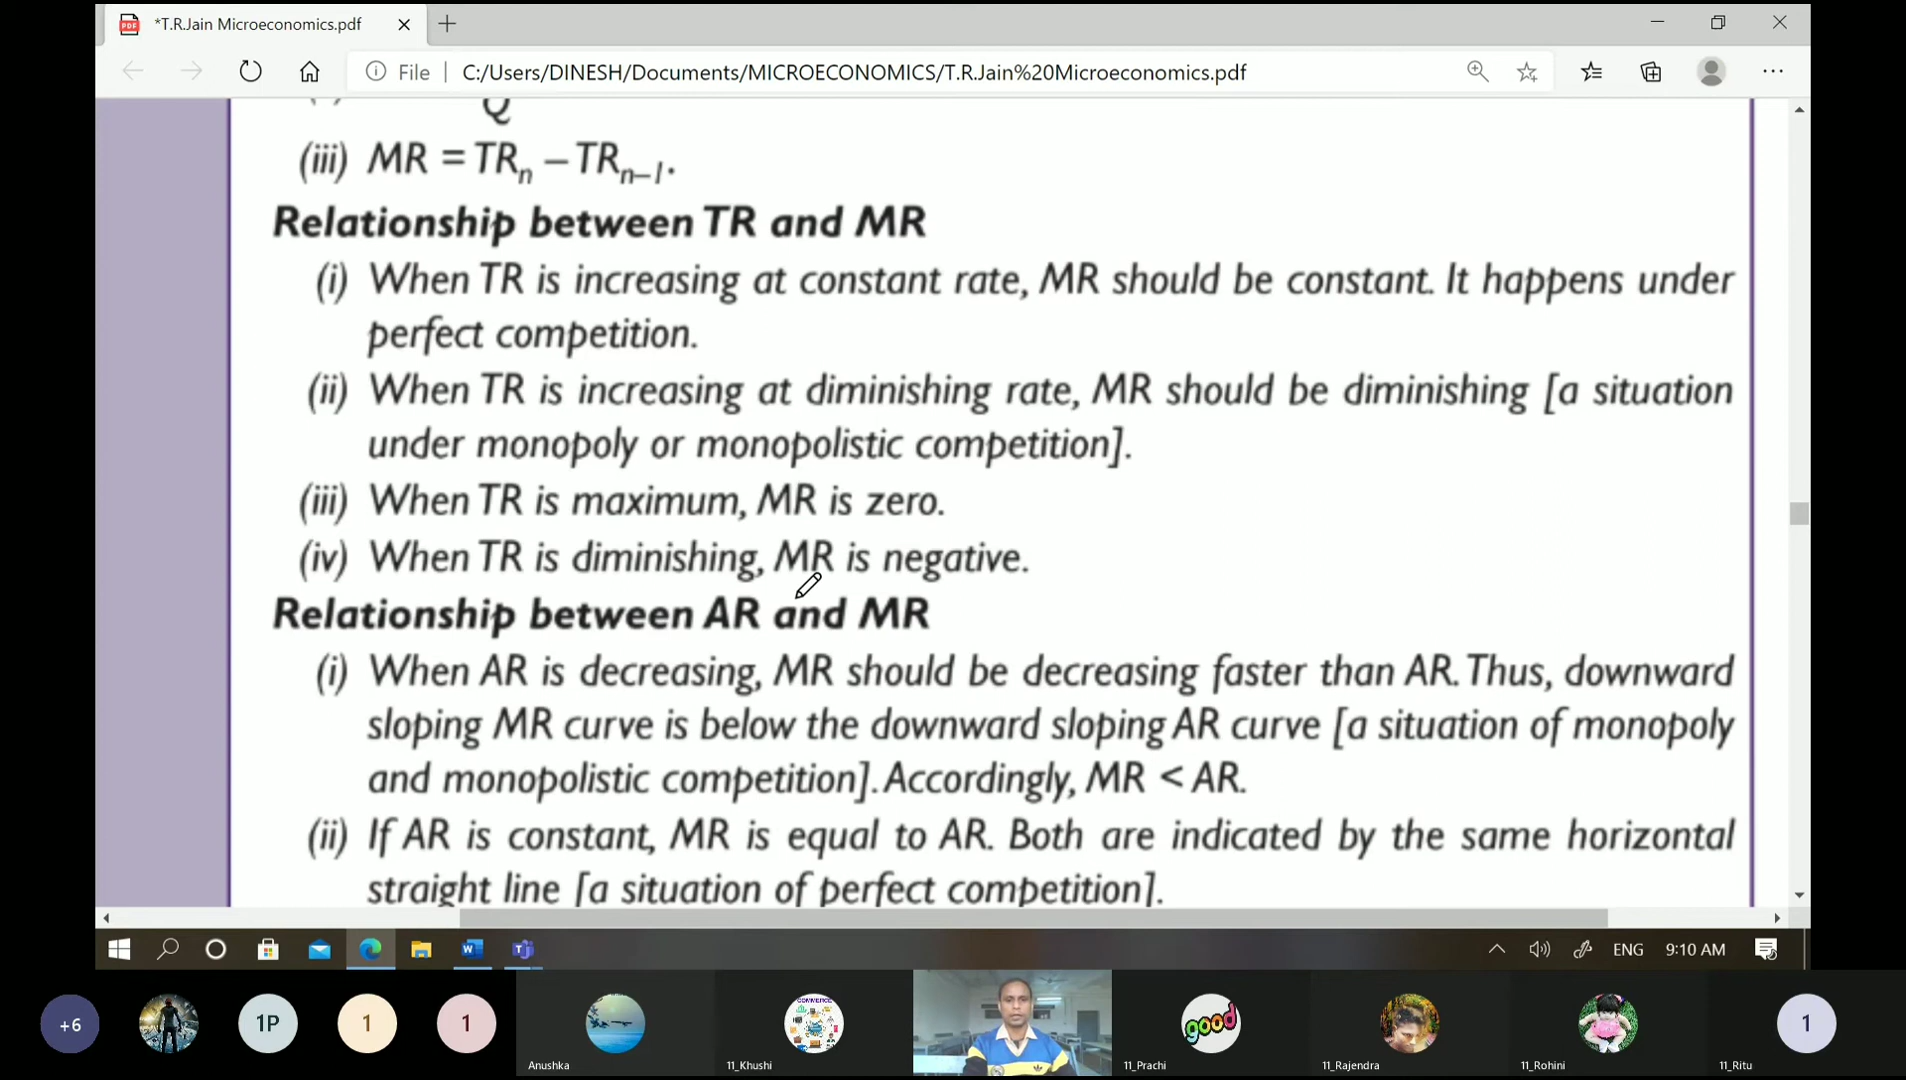 *T.R.Jain Microeconomics.pdf
File
C:/Users/DINESH/Documents/MICROECONOMICS/T.R.Jain%20Microeconomics.pdf
Q
(iii) MR = TRn – TRn–1.
Relationship between TR and MR
(i) When TR is increasing at constant rate, MR should be constant. It happens under
perfect competition.
(ii) When TR is increasing at diminishing rate, MR should be diminishing [a situation
under monopoly or monopolistic competition].
(iii) When TR is maximum, MR is zero.
(iv) When TR is diminishing, MR is negative.
Relationship between AR and MR
(i) When AR is decreasing, MR should be decreasing faster than AR. Thus, downward
sloping MR curve is below the downward sloping AR curve [a situation of monopoly
and monopolistic competition]. Accordingly, MR < AR.
(ii) If AR is constant, MR is equal to AR. Both are indicated by the same horizontal
straight line [a situation of perfect competition].
ENG 9:10 AM
+6 1P 1 1 COMMERCE good 1
Anushka 11_Khushi 11_Prachi 11_Rajendra 11_Rohini 11_Ritu